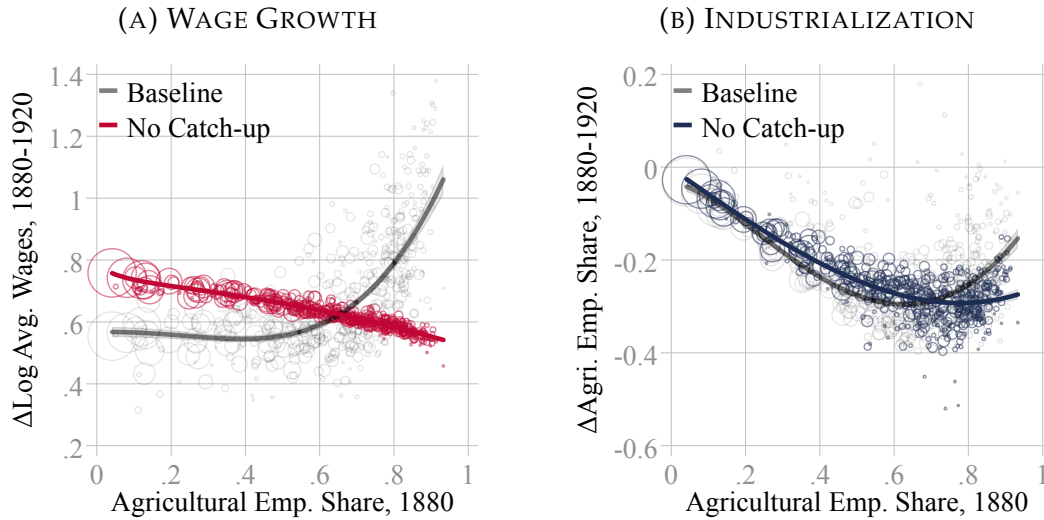 (A) WAGE GROWTH
ΔLog Avg. Wages, 1880-1920
1.4
1.2
1
.8
.6
.4
.2
Baseline
No Catch-up
0 .2 .4 .6 .8 1
Agricultural Emp. Share, 1880
(B) INDUSTRIALIZATION
ΔAgri. Emp. Share, 1880-1920
0.2
0
-0.2
-0.4
-0.6
Baseline
No Catch-up
0 .2 .4 .6 .8 1
Agricultural Emp. Share, 1880